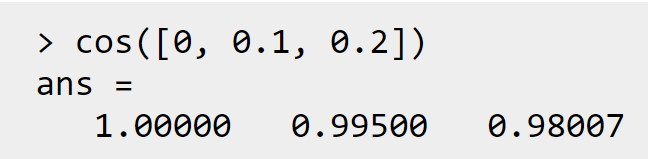 > cos([0, 0.1, 0.2])
ans =
1.00000 0.99500 0.98007